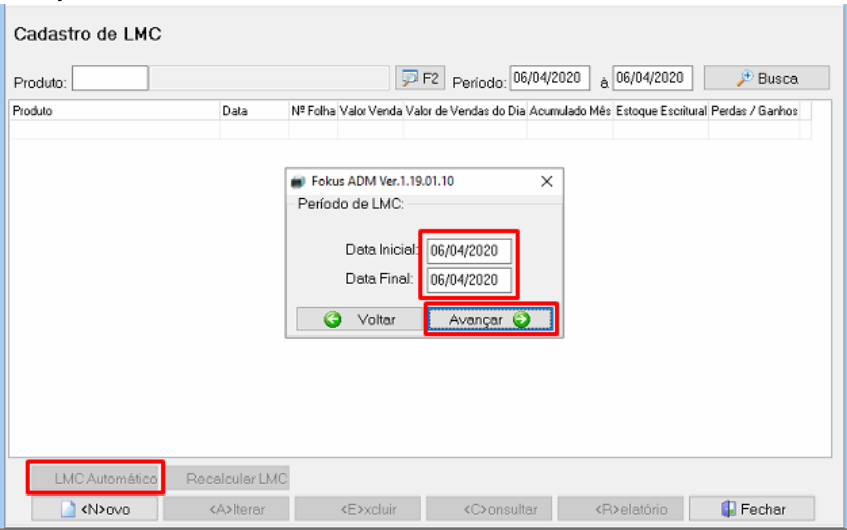 Cadastro de LMC
Produto: F2 Período: 06/04/2020 à 06/04/2020 Busca
Produto Data Nº Folha Valor Venda Valor de Vendas do Dia Acumulado Mês Estoque Escritural Perdas / Ganhos
Fokus ADM Ver.1.19.01.10
Período de LMC:
Data Inicial: 06/04/2020
Data Final: 06/04/2020
Voltar Avançar
LMC Automático Recalcular LMC
<N>ovo <A>lterar <E>xcluir <C>onsultar <R>elatório Fechar